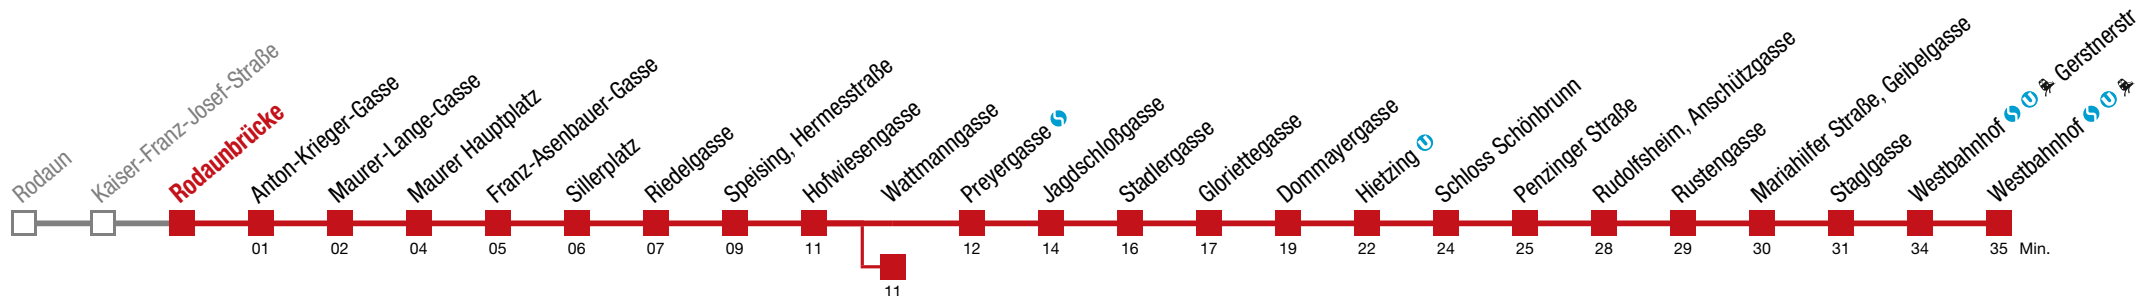 Rodaun
Kaiser-Franz-Josef-Straße
Rodaunbrücke
Anton-Krieger-Gasse
Maurer-Lange-Gasse
Maurer Hauptplatz
Franz-Asenbauer-Gasse
Sillerplatz
Riedelgasse
Speising, Hermesstraße
Hofwiesengasse
Wattmanngasse
Preyergasse S
Jagdschloßgasse
Stadlergasse
Gloriettegasse
Dommayergasse
Hietzing U
Schloss Schönbrunn
Penzinger Straße
Rudolfsheim, Anschützgasse
Rustengasse
Mariahilfer Straße, Geibelgasse
Staglgasse
Westbahnhof S U Gerstnerstr
Westbahnhof S U
01 02 04 05 06 07 09 11 12 14 16 17 19 22 24 25 28 29 30 31 34 35 Min.
11